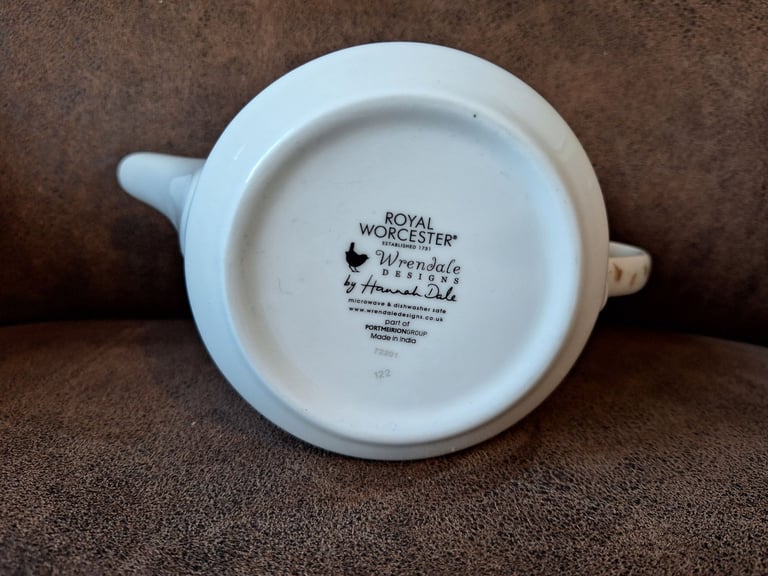 ROYAL
WORCESTER®
ESTABLISHED 1751
Wrendale
DESIGNS
by Hannah Dale
microwave & dishwasher safe
www.wrendaledesigns.co.uk
part of
PORTMEIRIONGROUP
Made in India
72201
122